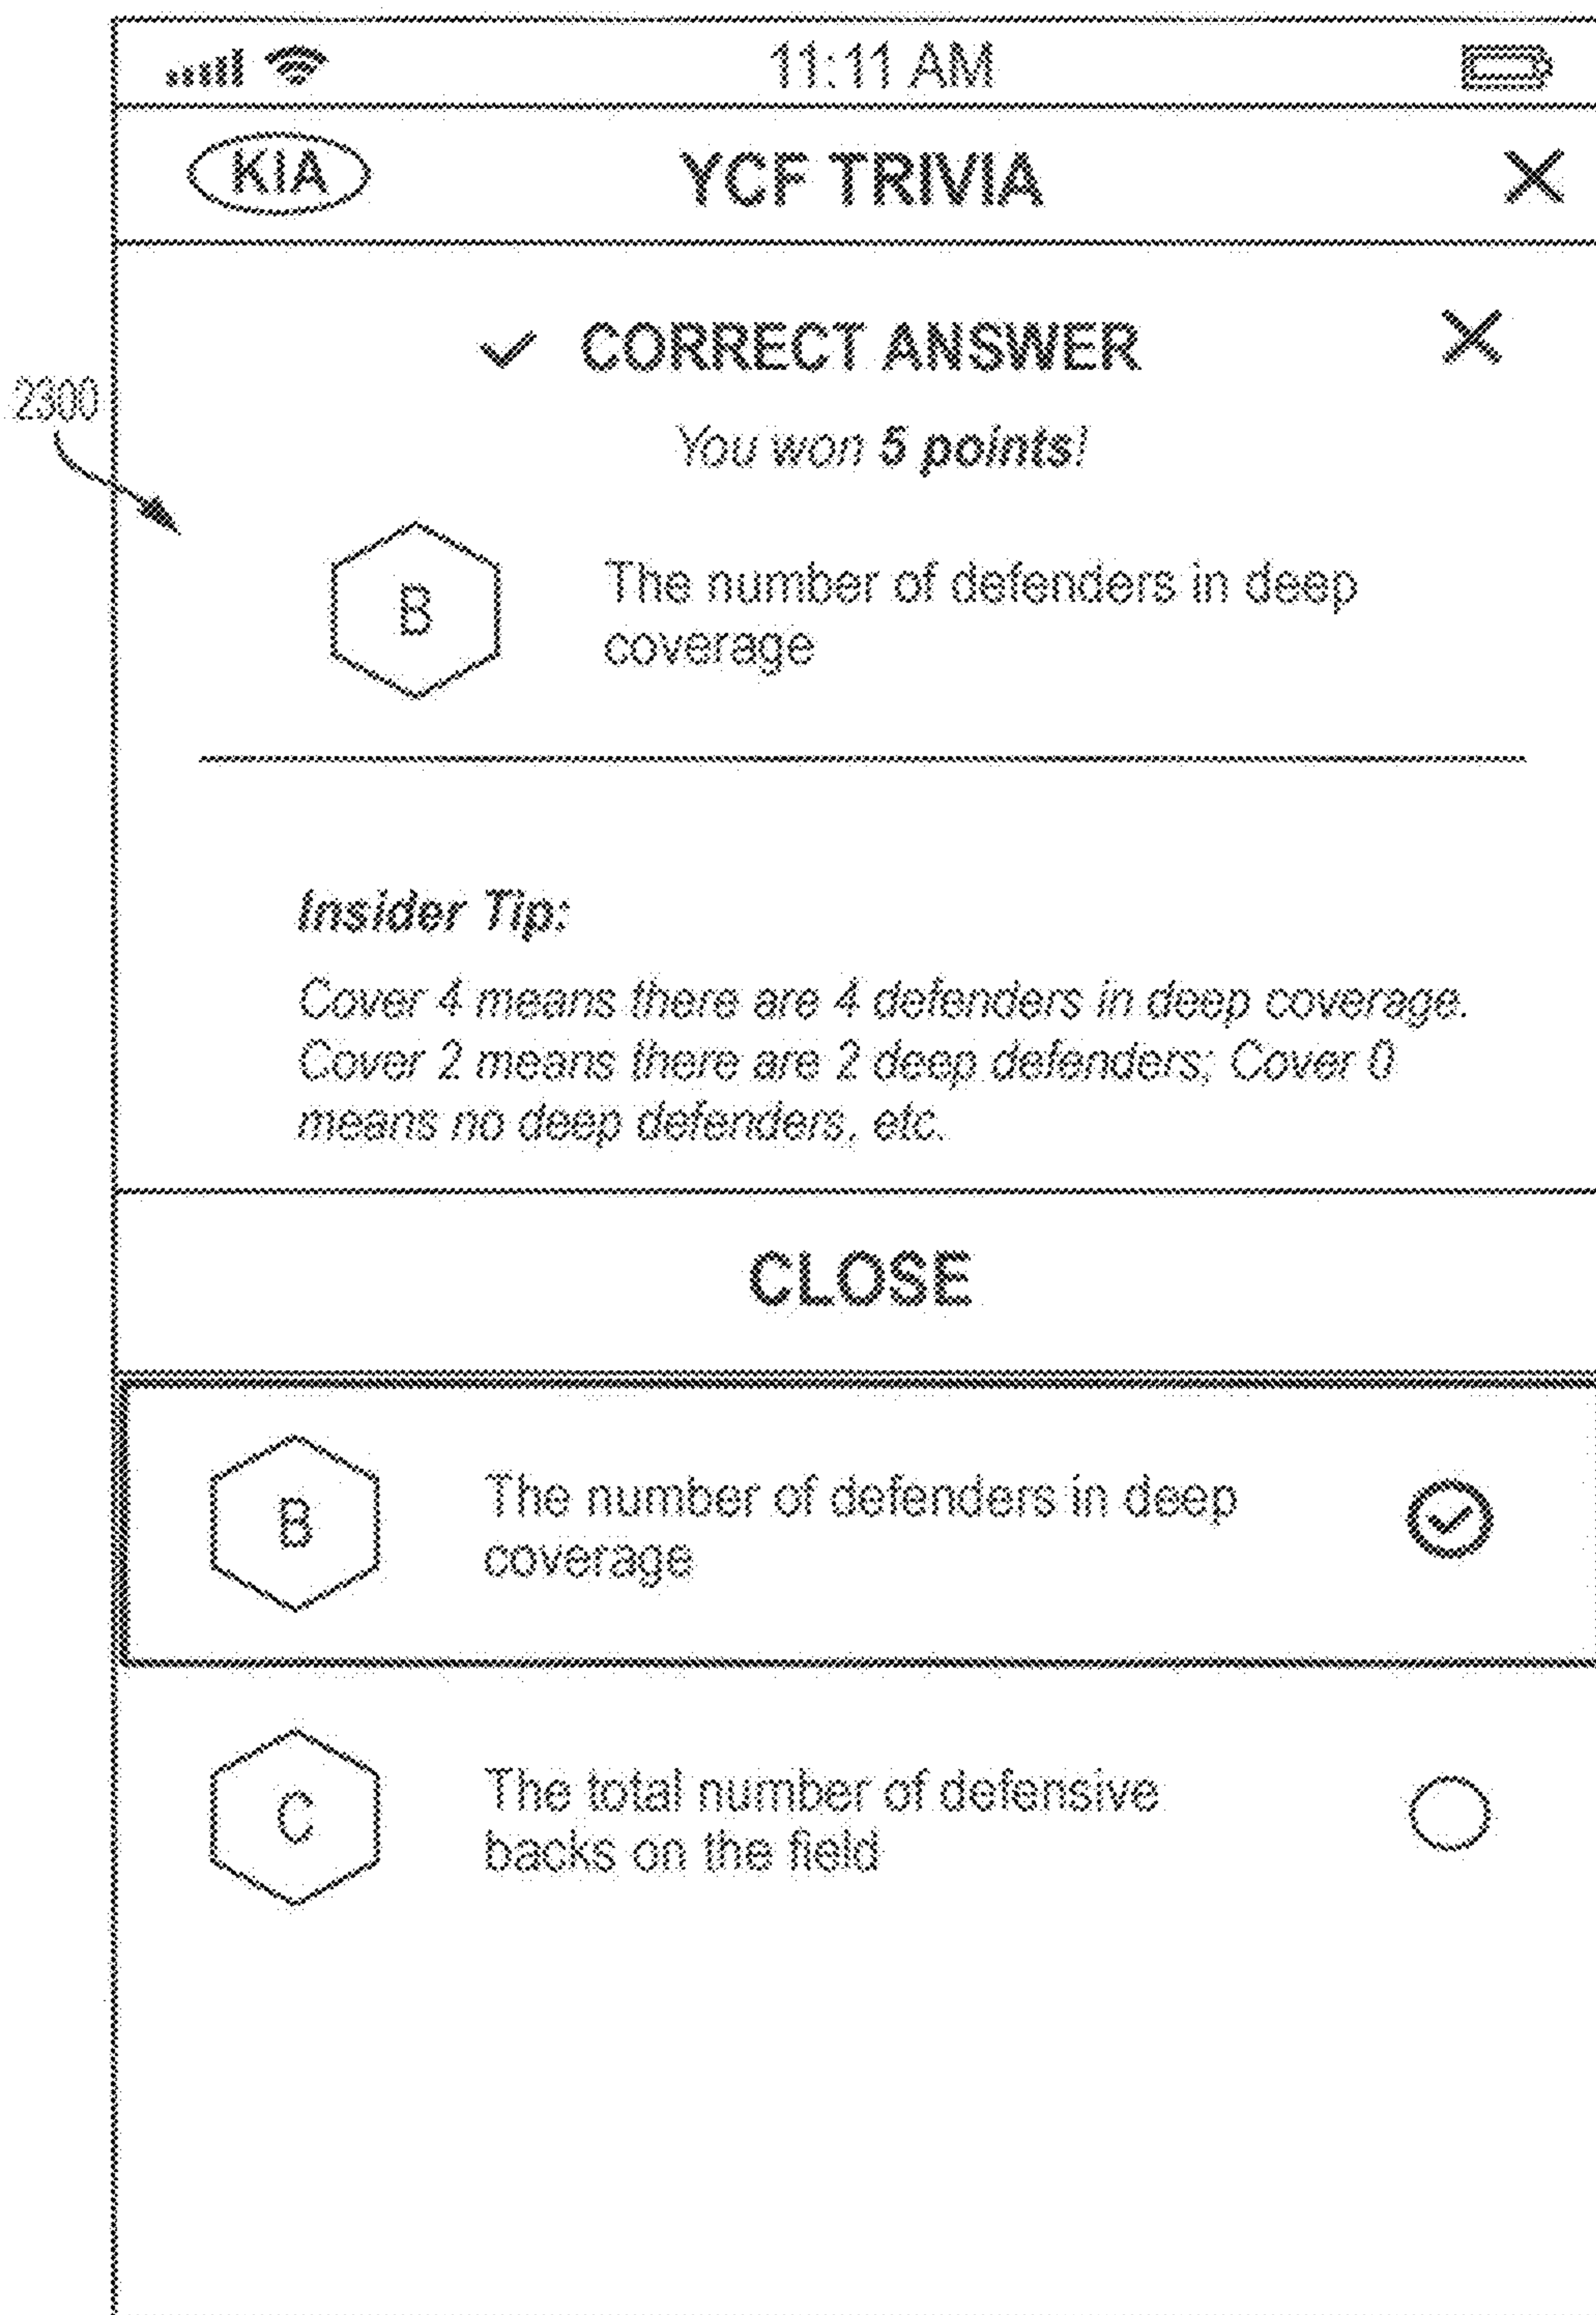 11:11 AM
KIA YCF TRIVIA
CORRECT ANSWER
2300
You won 5 points!
B
The number of defenders in deep
coverage
Insider Tip:
Cover 4 means there are 4 defenders in deep coverage.
Cover 2 means there are 2 deep defenders; Cover 0
means no deep defenders, etc.
CLOSE
B
The number of defenders in deep
coverage
C
The total number of defensive
backs on the field